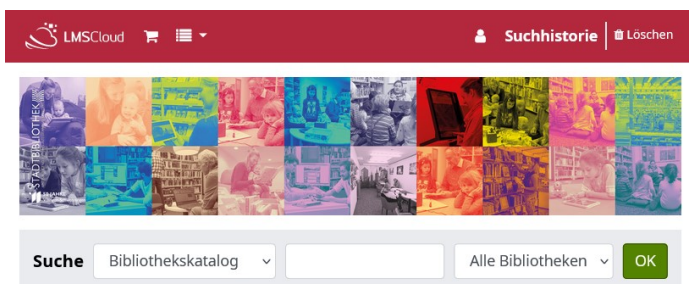 LMSCloud
Suchhistorie
Löschen
STADTBIBLIOTHEK
Suche Bibliothekskatalog Alle Bibliotheken OK